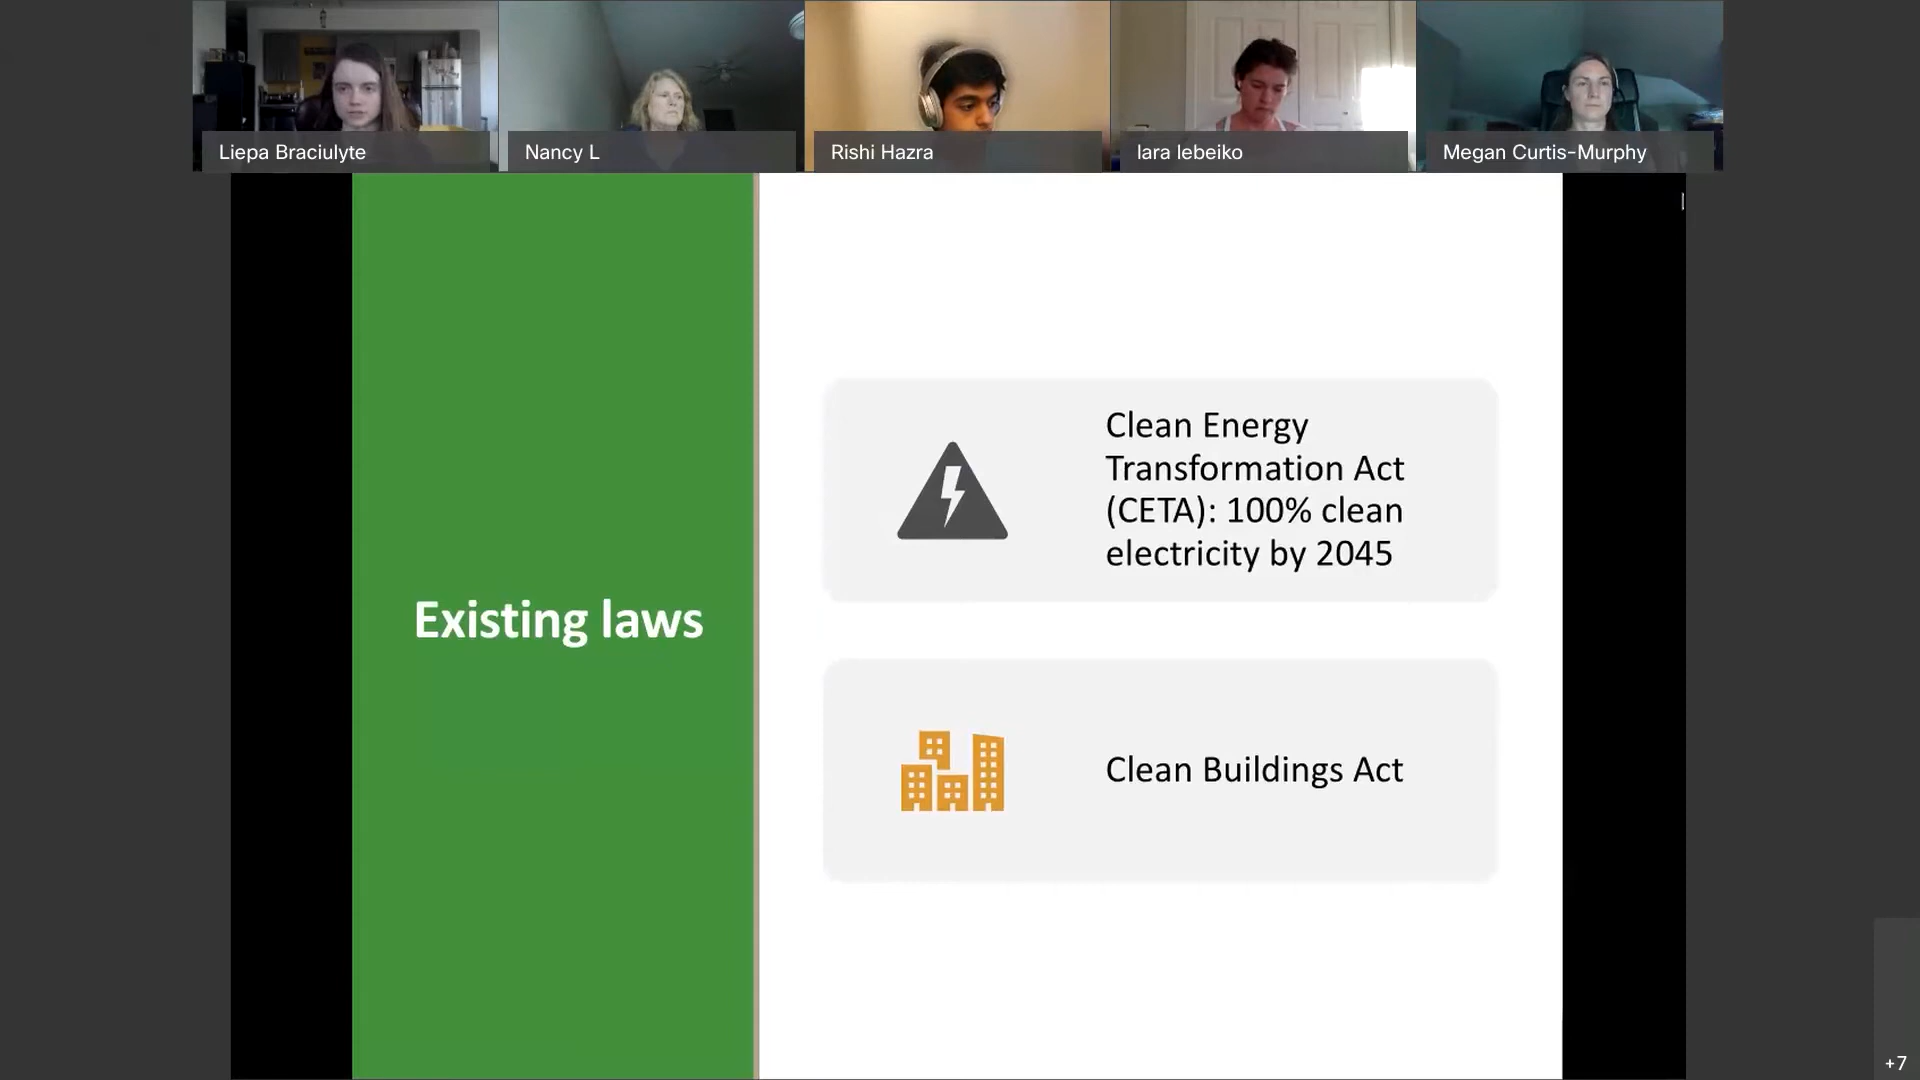 Liepa Braciulyte
Nancy L
Rishi Hazra
lara lebeiko
Megan Curtis-Murphy
Existing laws
Clean Energy
Transformation Act
(CETA): 100% clean
electricity by 2045
Clean Buildings Act
+7